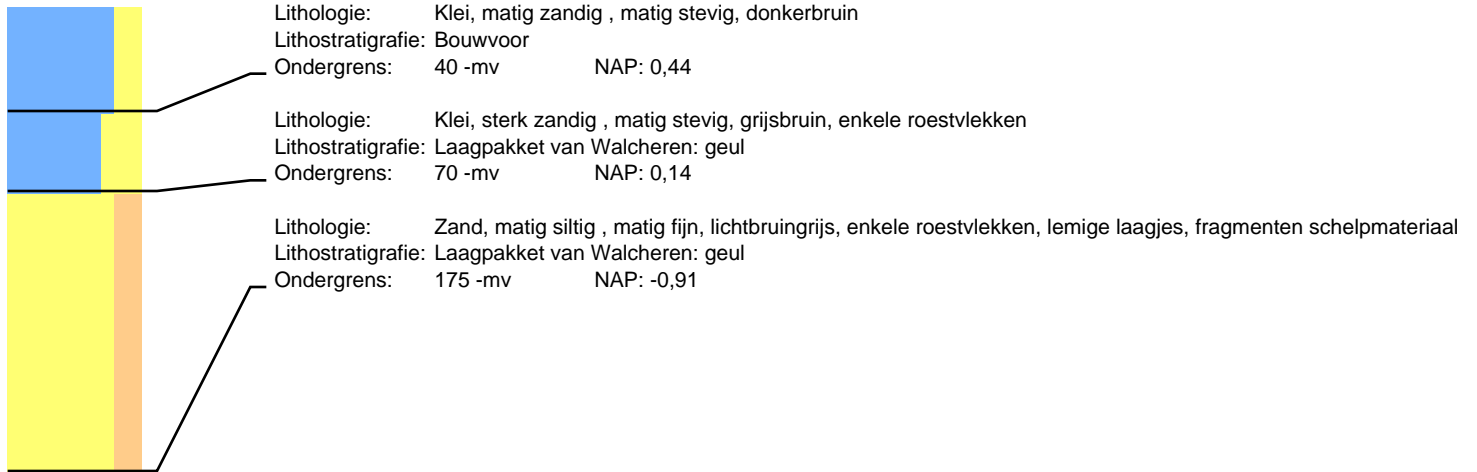 Lithologie: Klei, matig zandig , matig stevig, donkerbruin
Lithostratigrafie: Bouwvoor
Ondergrens: 40 -mv NAP: 0,44
Lithologie: Klei, sterk zandig , matig stevig, grijsbruin, enkele roestvlekken
Lithostratigrafie: Laagpakket van Walcheren: geul
Ondergrens: 70 -mv NAP: 0,14
Lithologie: Zand, matig siltig , matig fijn, lichtbruingrijs, enkele roestvlekken, lemige laagjes, fragmenten schelpmateriaal
Lithostratigrafie: Laagpakket van Walcheren: geul
Ondergrens: 175 -mv NAP: -0,91